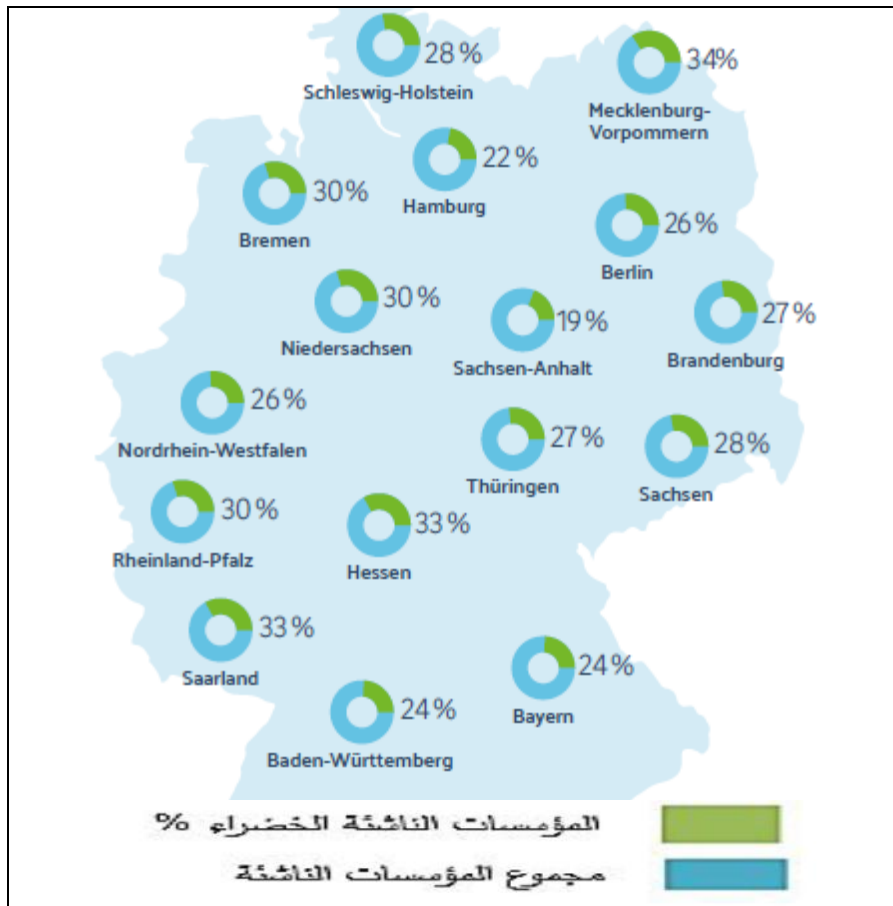 28 %
Schleswig-Holstein
34%
Mecklenburg-
Vorpommern
22 %
Hamburg
30 %
Bremen
26 %
Berlin
30 %
Niedersachsen
19 %
Sachsen-Anhalt
27 %
Brandenburg
26 %
Nordrhein-Westfalen
27 %
Thüringen
28 %
Sachsen
30 %
Rheinland-Pfalz
33 %
Hessen
33 %
Saarland
24 %
Bayern
24 %
Baden-Württemberg
المؤسسات الناشئة الخضراء %
مجموع المؤسسات الناشئة